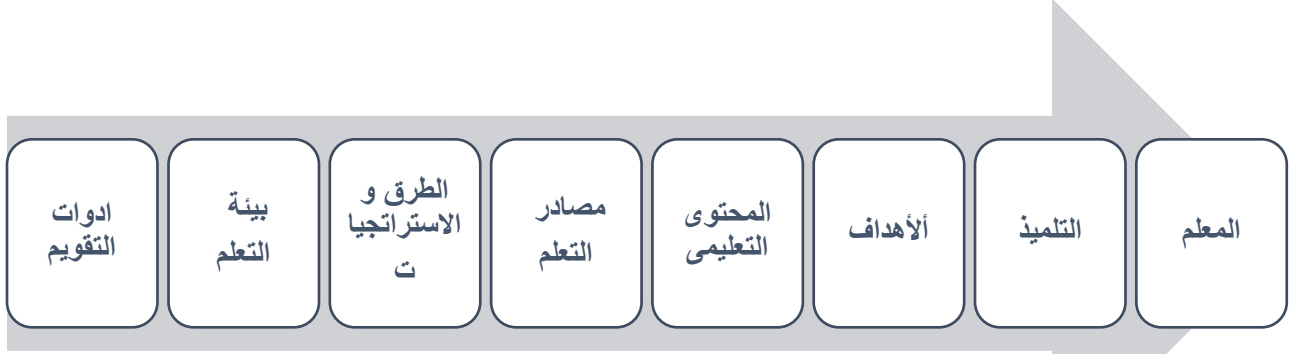 المعلم
التلميذ
ألأهداف
المحتوى
التعليمى
مصادر
التعلم
الطرق و
الاستراتجيا
ت
بيئة
التعلم
ادوات
التقويم